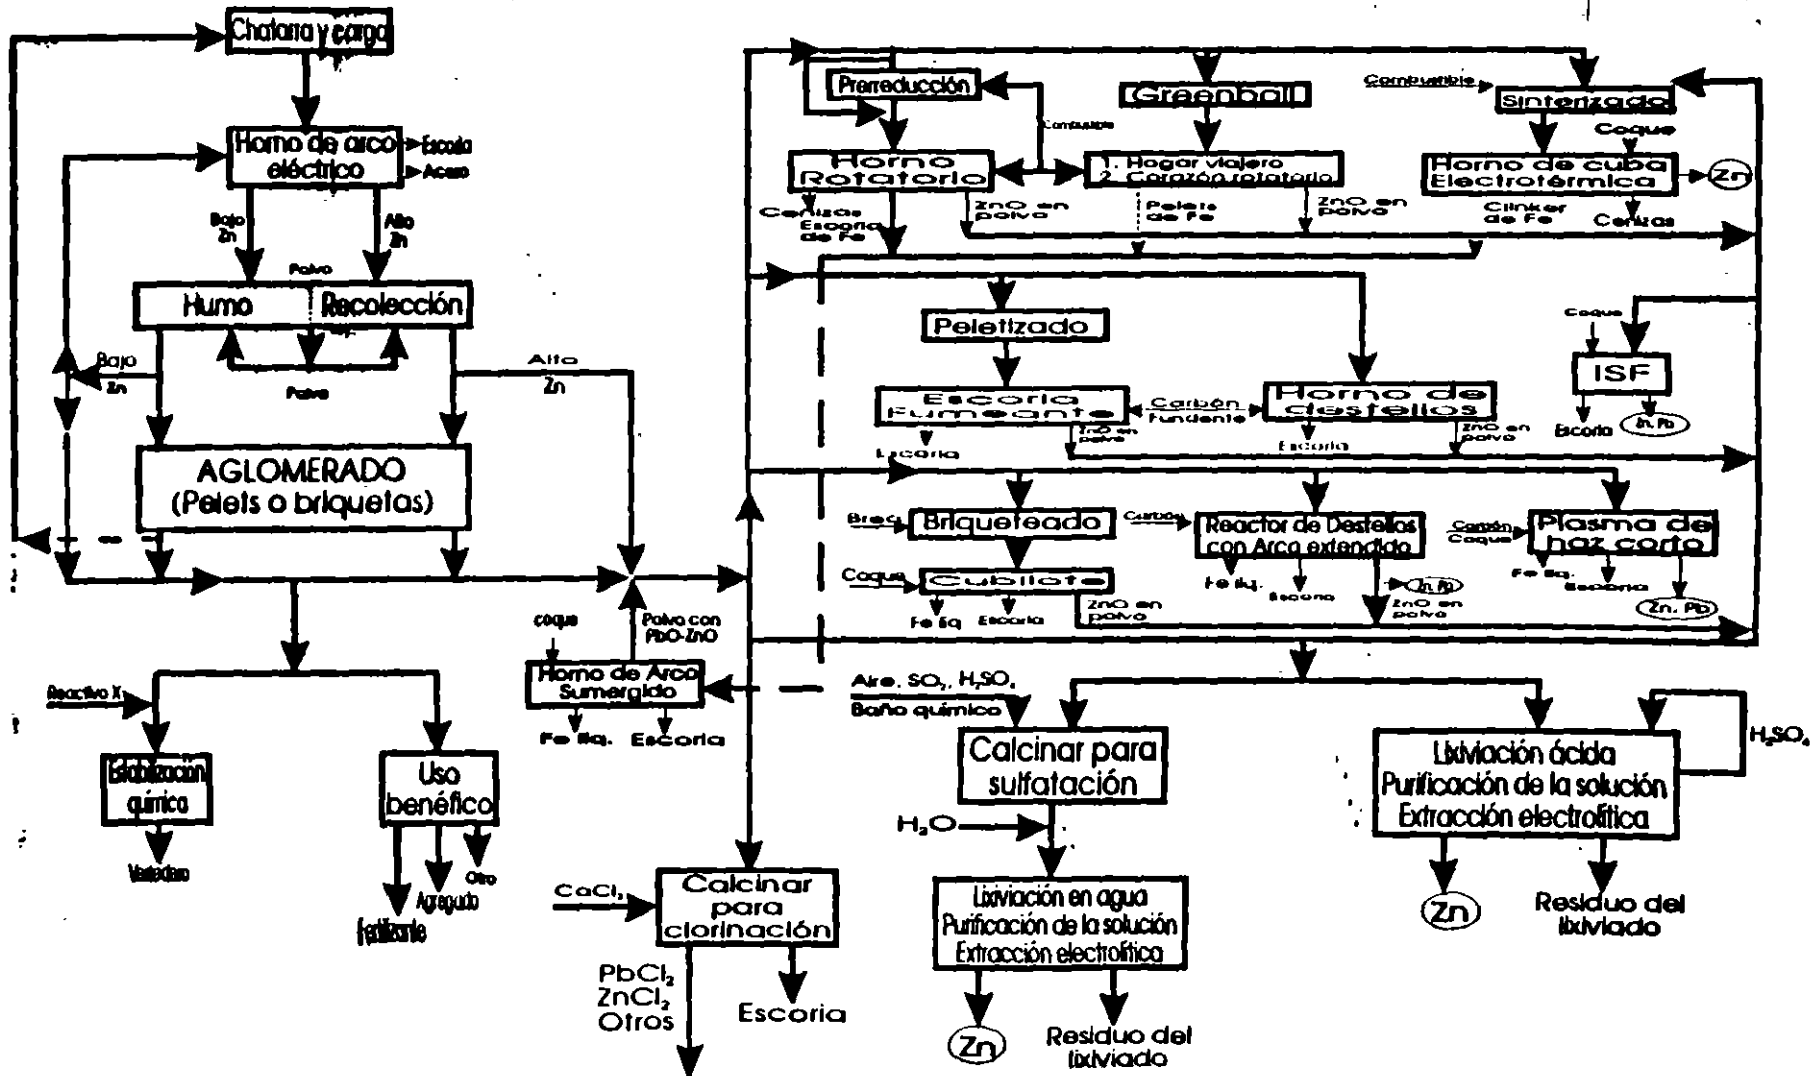 Chatarra y carga
Horno de arco
eléctrico
Escoria
Acero
Bajo
Zn
Alto
Zn
Polvo
Humo
Recolección
Polvo
Bajo
Zn
Alto
Zn
AGLOMERADO
(Pelets o briquetas)
Reactivo X
Estabilización
química
Vertedero
Uso
benéfico
Fertilizante
Agregado
Otro
coque
Polvo con
PbO-ZnO
Horno de Arco
Sumergido
Fe liq.
Escoria
CaCl₂
Calcinar
para
clorinación
PbCl₂
ZnCl₂
Otros
Escoria
Prerreducción
Combustible
Horno
Rotatorio
Cenizas
Escoria
de Fe
ZnO en
polvo
Greenball
1. Hogar viajero
2. Corazón rotatorio
Pelets
de Fe
ZnO en
polvo
Combustible
Sinterizado
Coque
Horno de cuba
Electrotérmica
Zn
Clinker
de Fe
Cenizas
Peletizado
Escoria
Fumeante
Escoria
ZnO en
polvo
Carbón
Fundente
Horno de
destellos
Escoria
ZnO en
polvo
Coque
ISF
Escoria
Zn. Pb
Brea
Briqueteado
Coque
Cubilote
Fe liq
Escoria
ZnO en
polvo
Carbón
Reactor de Destellos
con Arco extendido
Fe liq.
Escoria
Zn. Pb
ZnO en
polvo
Carbón
Coque
Plasma de
haz corto
Fe liq.
Escoria
Zn. Pb
Aire, SO₂, H₂SO₄
Baño químico
Calcinar para
sulfatación
H₂O
Lixiviación en agua
Purificación de la solución
Extracción electrolítica
Zn
Residuo del
lixiviado
Lixiviación ácida
Purificación de la solución
Extracción electrolítica
H₂SO₄
Zn
Residuo del
lixiviado